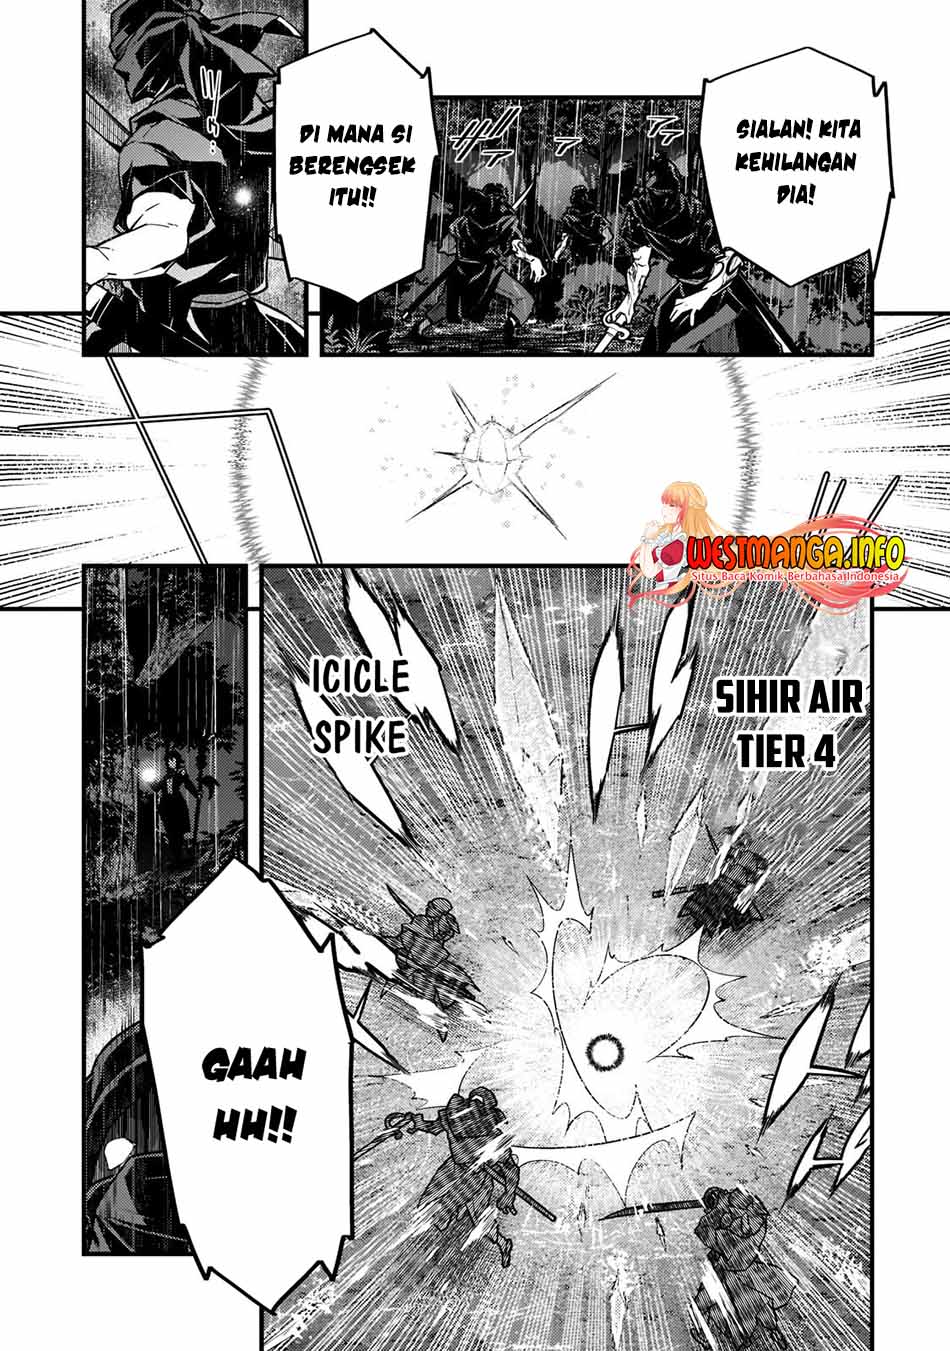 SIALAN! KITA
KEHILANGAN
DIA!
DI MANA SI
BERENGSEK
ITU!!
WESTMANGA.INFO
Situs Baca Komik Berbahasa Indonesia
SIHIR AIR
TIER 4
ICICLE
SPIKE
GAAH
HH!!